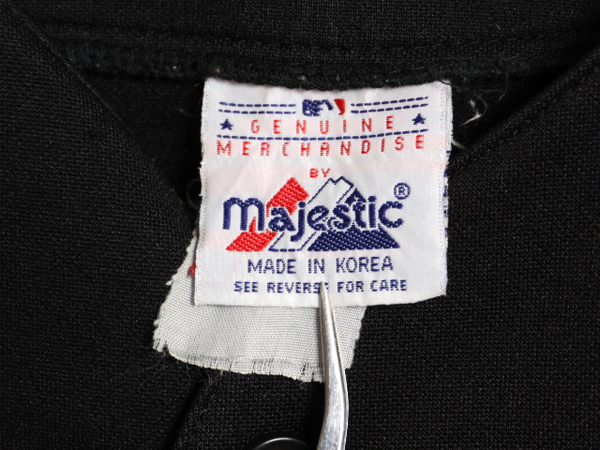 GENUINE
MERCHANDISE
BY
Majestic®
MADE IN KOREA
SEE REVERSE FOR CARE